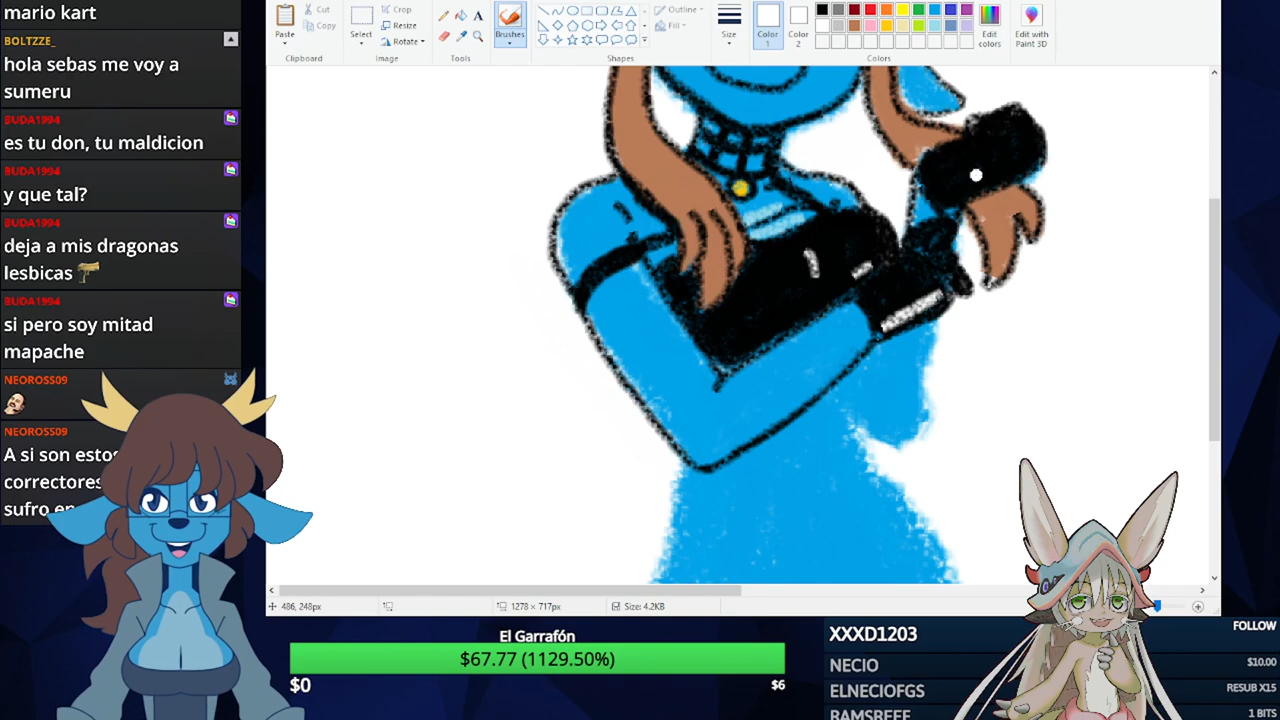 mario kart
BOLTZZE_
hola sebas me voy a
sumeru
BUDA1994
es tu don, tu maldicion
BUDA1994
y que tal?
BUDA1994
deja a mis dragonas
lesbicas
BUDA1994
si pero soy mitad
mapache
NEOROSS09
NEOROSS09
A si son estos
correctores
sufro en
Paste
Cut
Copy
Clipboard
Select
Crop
Resize
Rotate
Image
A
Tools
Brushes
Outline
Fill
Shapes
Size
Color
1
Color
2
Edit
colors
Edit with
Paint 3D
Colors
486, 248px
1278 × 717px
Size: 4.2KB
El Garrafón
$67.77 (1129.50%)
$0
$6
XXXD1203
FOLLOW
NECIO
$10.00
ELNECIOFGS
RESUB X15
RAMSREEE
1 BITS